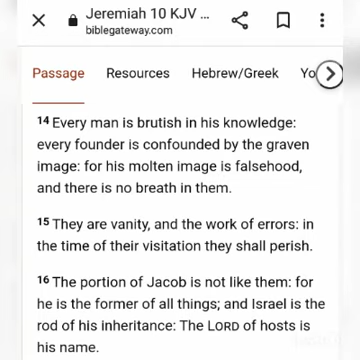 Jeremiah 10 KJV ...
biblegateway.com
Passage Resources Hebrew/Greek Yo
14 Every man is brutish in his knowledge:
every founder is confounded by the graven
image: for his molten image is falsehood,
and there is no breath in them.
15 They are vanity, and the work of errors: in
the time of their visitation they shall perish.
16 The portion of Jacob is not like them: for
he is the former of all things; and Israel is the
rod of his inheritance: The LORD of hosts is
his name.